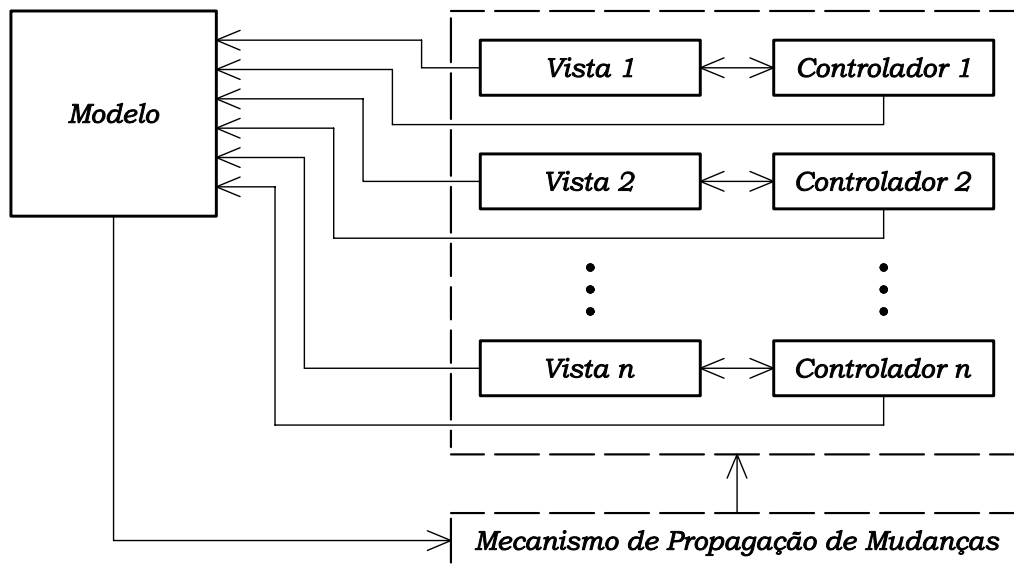 Modelo
Vista 1
Controlador 1
Vista 2
Controlador 2
Vista n
Controlador n
Mecanismo de Propagação de Mudanças